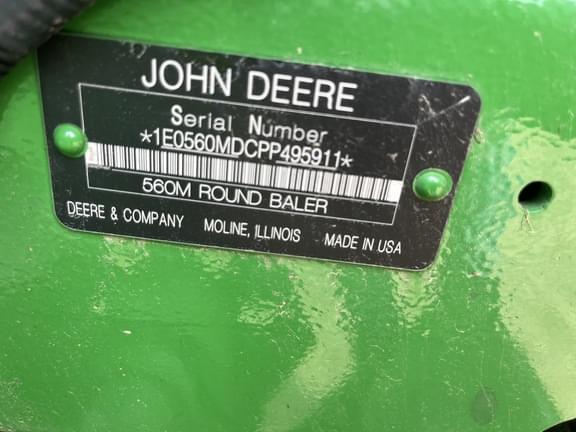 JOHN DEERE
Serial Number
*1E0560MDCPP495911*
560M ROUND BALER
DEERE & COMPANY MOLINE, ILLINOIS MADE IN USA